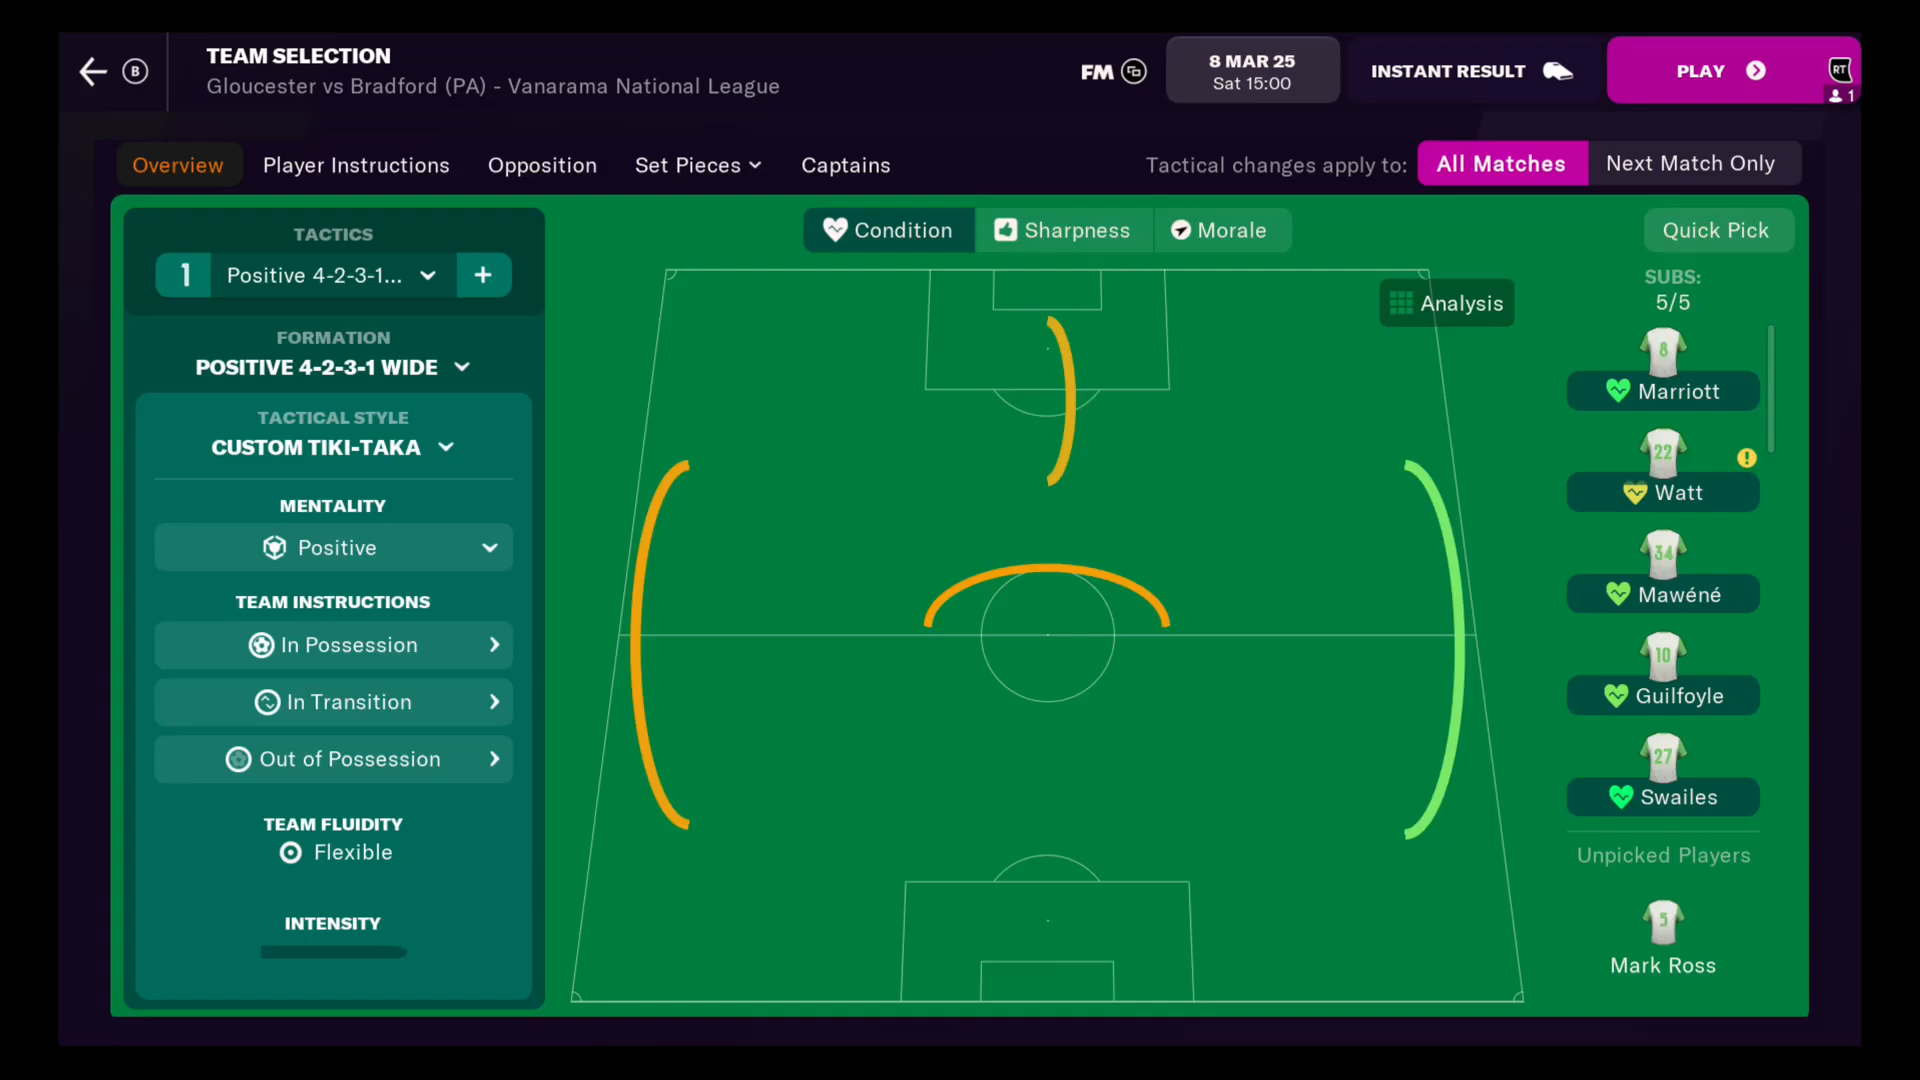 B
TEAM SELECTION
Gloucester vs Bradford (PA) - Vanarama National League
FM
8 MAR 25
Sat 15:00
INSTANT RESULT
PLAY
RT
1
Overview
Player Instructions
Opposition
Set Pieces
Captains
Tactical changes apply to:
All Matches
Next Match Only
TACTICS
1
Positive 4-2-3-1...
+
FORMATION
POSITIVE 4-2-3-1 WIDE
TACTICAL STYLE
CUSTOM TIKI-TAKA
MENTALITY
Positive
TEAM INSTRUCTIONS
In Possession
In Transition
Out of Possession
TEAM FLUIDITY
Flexible
INTENSITY
Condition
Sharpness
Morale
Analysis
Quick Pick
SUBS:
5/5
8
Marriott
22
Watt
34
Mawéné
10
Guilfoyle
27
Swailes
Unpicked Players
5
Mark Ross